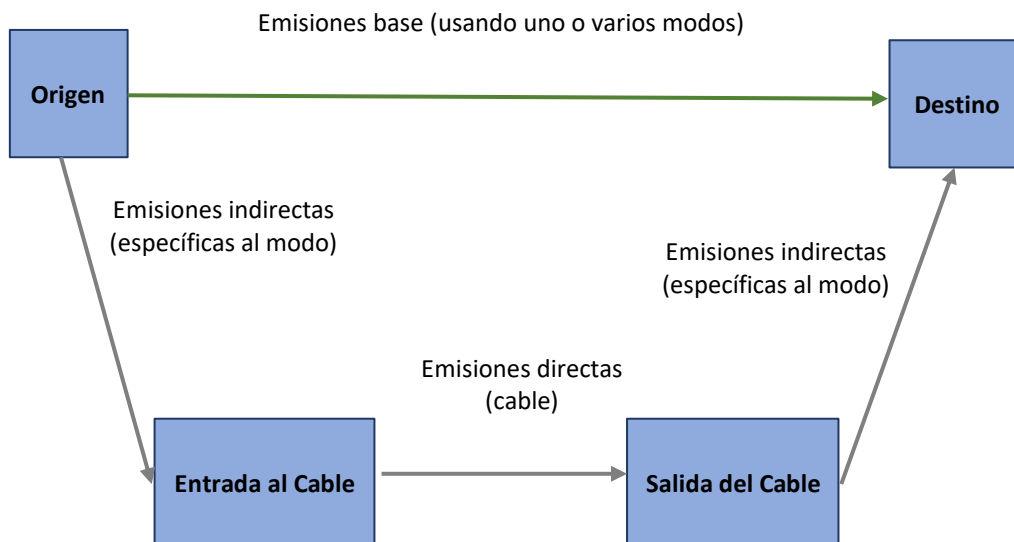 Emisiones base (usando uno o varios modos)
Origen
Destino
Emisiones indirectas
(específicas al modo)
Emisiones indirectas
(específicas al modo)
Emisiones directas
(cable)
Entrada al Cable
Salida del Cable